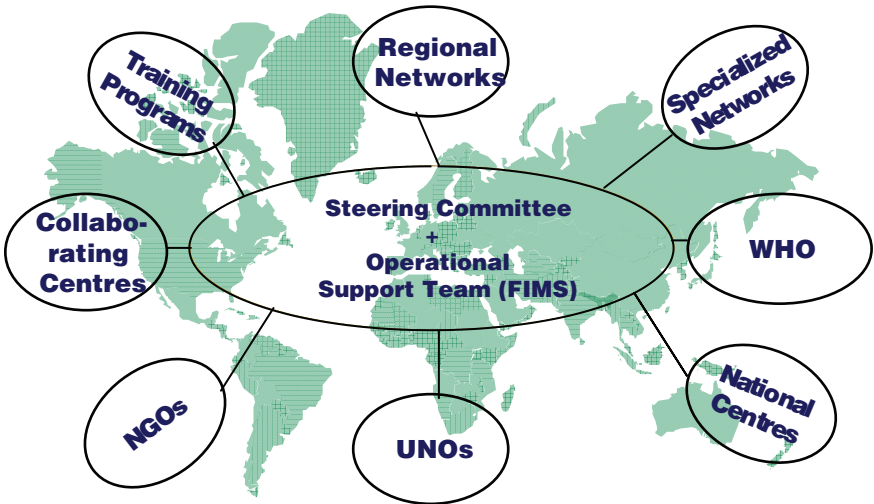 Training
Programs
Regional
Networks
Specialized
Networks
Collabo-
rating
Centres
Steering Committee
+
Operational
Support Team (FIMS)
WHO
NGOs
UNOs
National
Centres